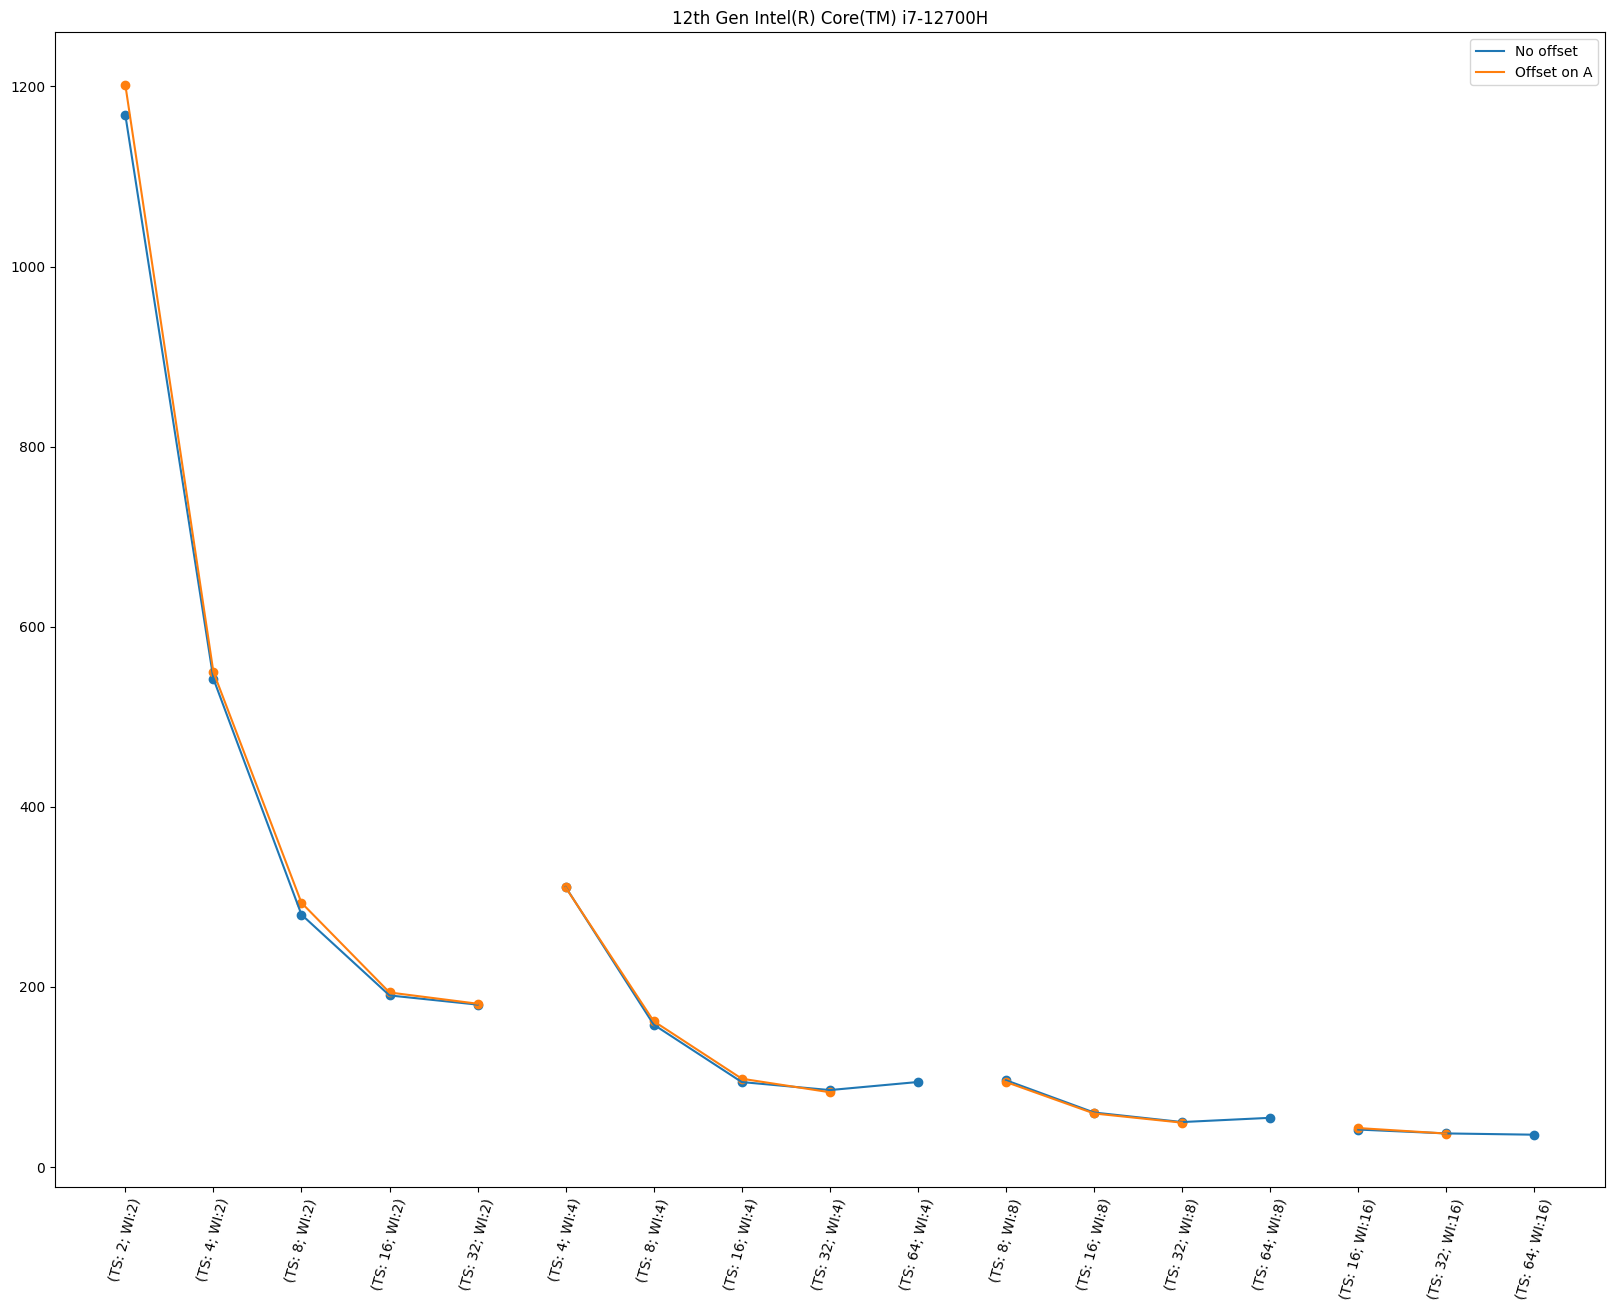 12th Gen Intel(R) Core(TM) i7-12700H
No offset
Offset on A
1200
1000
800
600
400
200
0
(TS: 2; WI:2)
(TS: 4; WI:2)
(TS: 8; WI:2)
(TS: 16; WI:2)
(TS: 32; WI:2)
(TS: 4; WI:4)
(TS: 8; WI:4)
(TS: 16; WI:4)
(TS: 32; WI:4)
(TS: 64; WI:4)
(TS: 8; WI:8)
(TS: 16; WI:8)
(TS: 32; WI:8)
(TS: 64; WI:8)
(TS: 16; WI:16)
(TS: 32; WI:16)
(TS: 64; WI:16)